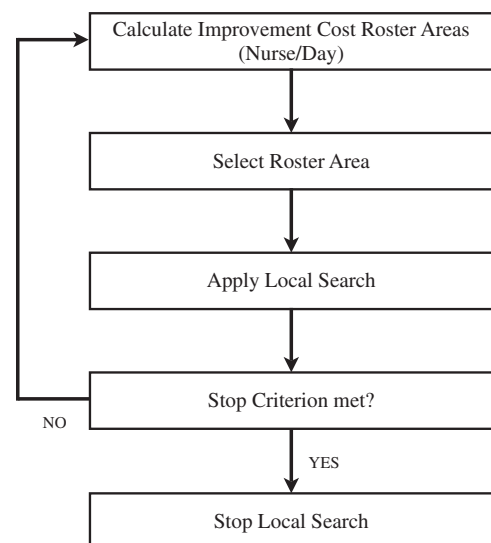 Calculate Improvement Cost Roster Areas
(Nurse/Day)
Select Roster Area
Apply Local Search
Stop Criterion met?
NO
YES
Stop Local Search